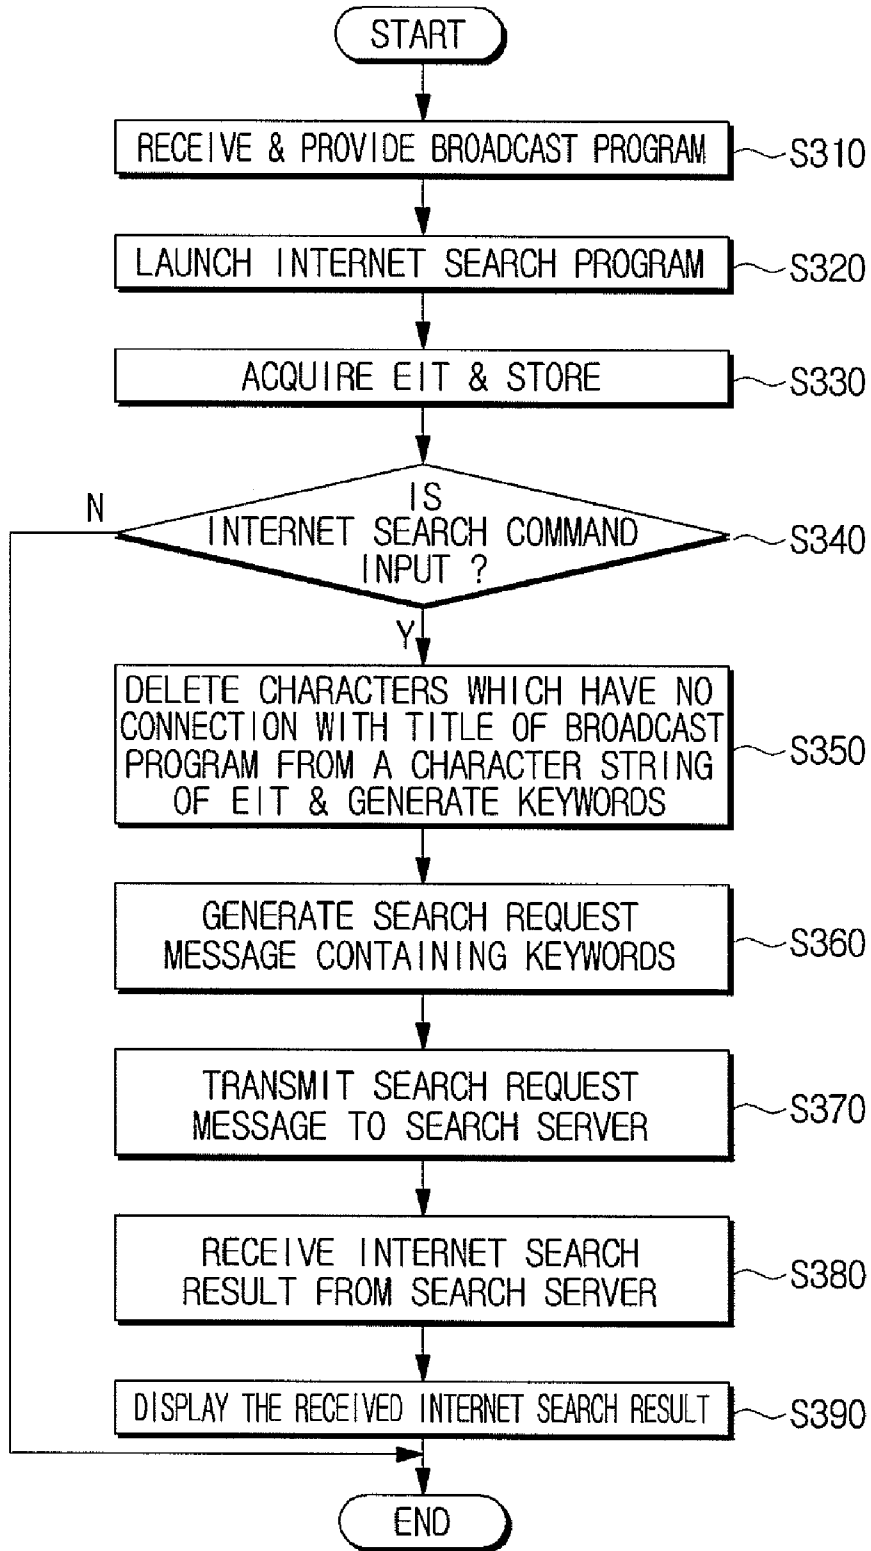 START
RECEIVE & PROVIDE BROADCAST PROGRAM
S310
LAUNCH INTERNET SEARCH PROGRAM
S320
ACQUIRE EIT & STORE
S330
IS
INTERNET SEARCH COMMAND
INPUT ?
S340
N
Y
DELETE CHARACTERS WHICH HAVE NO
CONNECTION WITH TITLE OF BROADCAST
PROGRAM FROM A CHARACTER STRING
OF EIT & GENERATE KEYWORDS
S350
GENERATE SEARCH REQUEST
MESSAGE CONTAINING KEYWORDS
S360
TRANSMIT SEARCH REQUEST
MESSAGE TO SEARCH SERVER
S370
RECEIVE INTERNET SEARCH
RESULT FROM SEARCH SERVER
S380
DISPLAY THE RECEIVED INTERNET SEARCH RESULT
S390
END